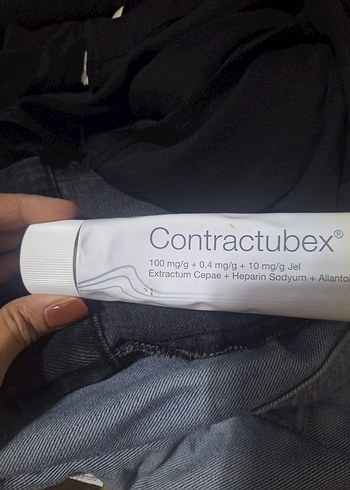 Contractubex®
100 mg/g + 0.4 mg/g + 10 mg/g Jel
Extractum Cepae + Heparin Sodyum + Allantoi